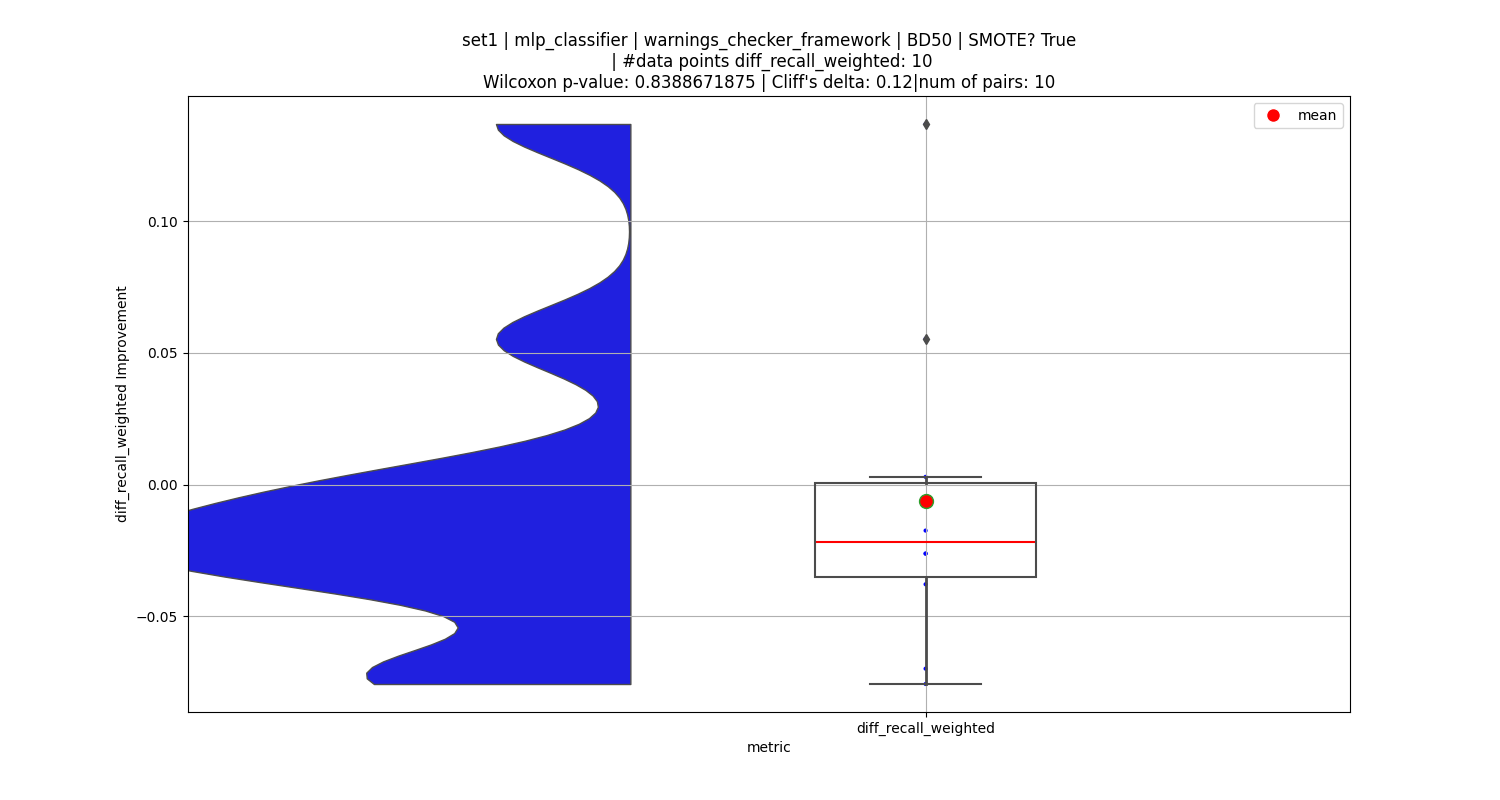 set1 | mlp_classifier | warnings_checker_framework | BD50 | SMOTE? True
| #data points diff_recall_weighted: 10
Wilcoxon p-value: 0.8388671875 | Cliff's delta: 0.12|num of pairs: 10
mean
0.10
0.05
0.00
−0.05
diff_recall_weighted Improvement
diff_recall_weighted
metric